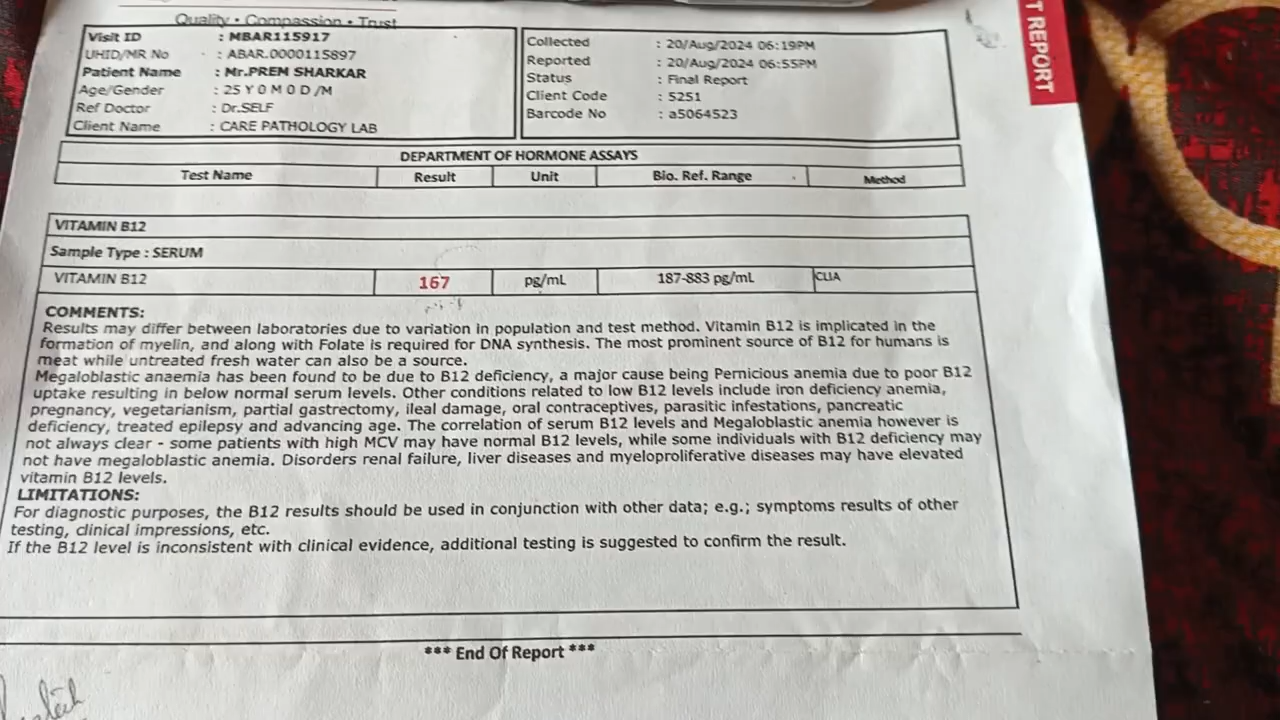 Quality • Compassion • Trust
Visit ID : MBAR115917
UHID/MR No : ABAR.0000115897
Patient Name : Mr.PREM SHARKAR
Age/Gender : 25 Y 0 M 0 D /M
Ref Doctor : Dr.SELF
Client Name : CARE PATHOLOGY LAB
Collected : 20/Aug/2024 06:19PM
Reported : 20/Aug/2024 06:55PM
Status : Final Report
Client Code : 5251
Barcode No : a5064523
T REPORT
DEPARTMENT OF HORMONE ASSAYS
Test Name Result Unit Bio. Ref. Range Method
VITAMIN B12
Sample Type : SERUM
VITAMIN B12 167 pg/mL 187-883 pg/mL CLIA
COMMENTS:
Results may differ between laboratories due to variation in population and test method. Vitamin B12 is implicated in the
formation of myelin, and along with Folate is required for DNA synthesis. The most prominent source of B12 for humans is
meat while untreated fresh water can also be a source.
Megaloblastic anaemia has been found to be due to B12 deficiency, a major cause being Pernicious anemia due to poor B12
uptake resulting in below normal serum levels. Other conditions related to low B12 levels include iron deficiency anemia,
pregnancy, vegetarianism, partial gastrectomy, ileal damage, oral contraceptives, parasitic infestations, pancreatic
deficiency, treated epilepsy and advancing age. The correlation of serum B12 levels and Megaloblastic anemia however is
not always clear - some patients with high MCV may have normal B12 levels, while some individuals with B12 deficiency may
not have megaloblastic anemia. Disorders renal failure, liver diseases and myeloproliferative diseases may have elevated
vitamin B12 levels.
LIMITATIONS:
For diagnostic purposes, the B12 results should be used in conjunction with other data; e.g.; symptoms results of other
testing, clinical impressions, etc.
If the B12 level is inconsistent with clinical evidence, additional testing is suggested to confirm the result.
*** End Of Report ***